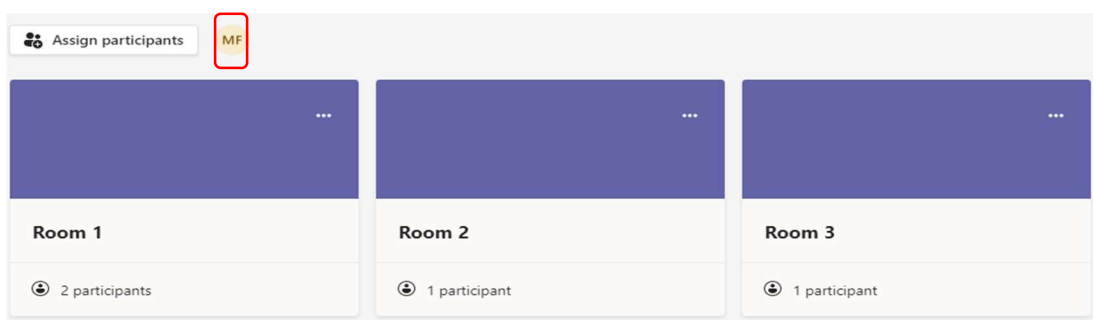 Assign participants MF
...
Room 1
2 participants
...
Room 2
1 participant
...
Room 3
1 participant